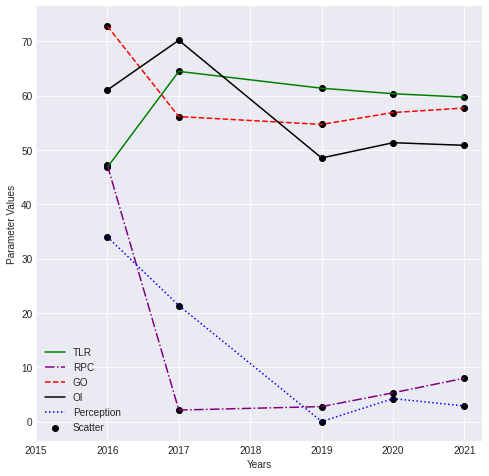 70
60
50
40
30
20
10
0
Parameter Values
TLR
RPC
GO
OI
Perception
Scatter
2015 2016 2017 2018 2019 2020 2021
Years